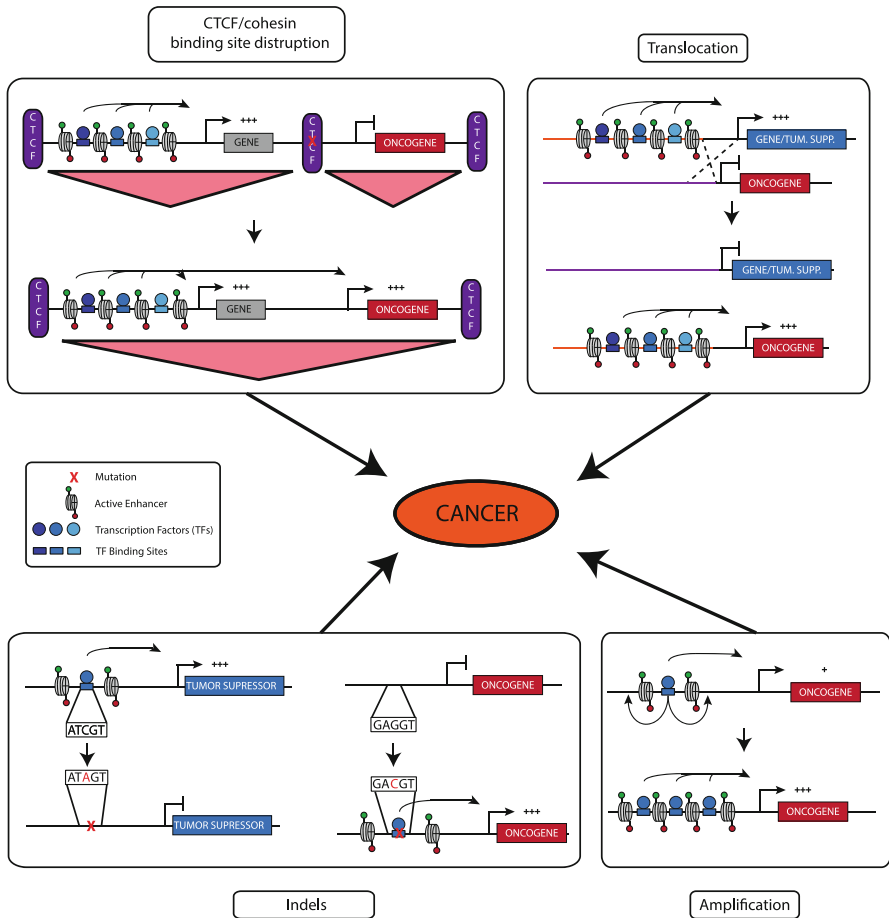 CTCF/cohesin
binding site distruption
Translocation
+++
CTCF
GENE
CTCF
X
ONCOGENE
CTCF
+++
GENE/TUM. SUPP.
ONCOGENE
CTCF
+++
GENE
+++
ONCOGENE
CTCF
GENE/TUM. SUPP.
+++
ONCOGENE
X Mutation
Active Enhancer
Transcription Factors (TFs)
TF Binding Sites
CANCER
+++
TUMOR SUPRESSOR
ATCGT
ATAGT
X
TUMOR SUPRESSOR
ONCOGENE
GAGGT
GACGT
X
+++
ONCOGENE
+
ONCOGENE
+++
ONCOGENE
Indels
Amplification